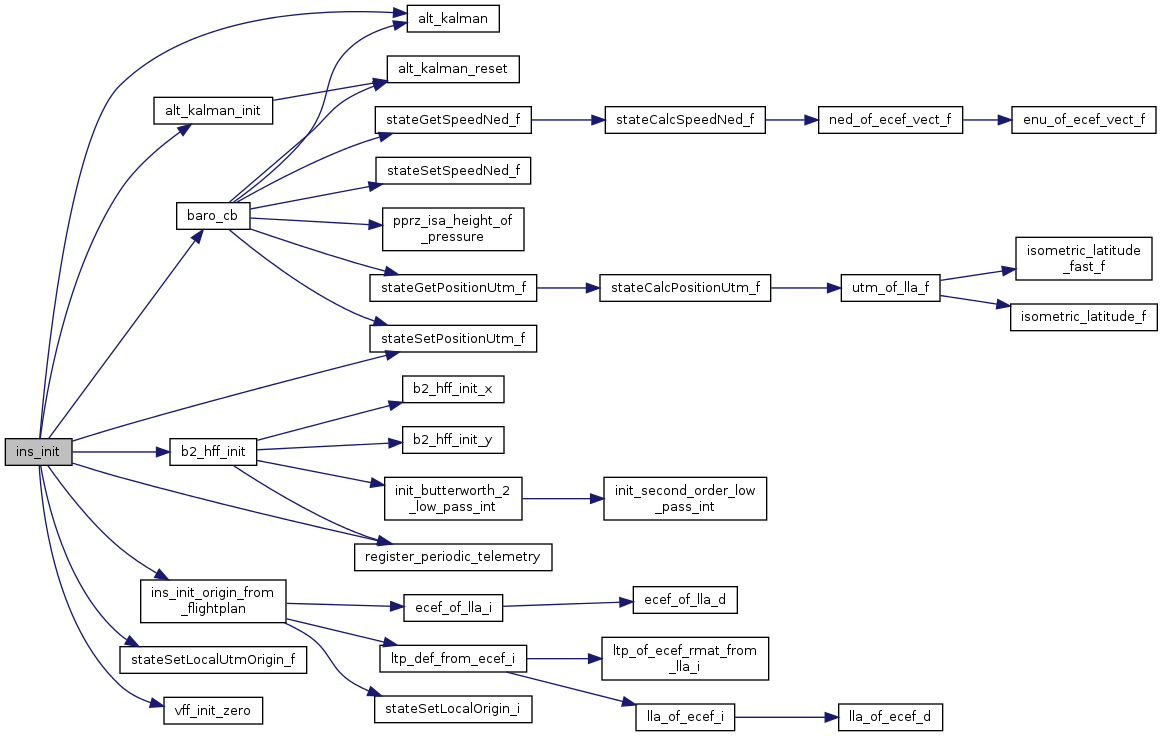 alt_kalman
alt_kalman_reset
alt_kalman_init
stateGetSpeedNed_f
stateCalcSpeedNed_f
ned_of_ecef_vect_f
enu_of_ecef_vect_f
stateSetSpeedNed_f
baro_cb
pprz_isa_height_of
_pressure
isometric_latitude
_fast_f
stateGetPositionUtm_f
stateCalcPositionUtm_f
utm_of_lla_f
isometric_latitude_f
stateSetPositionUtm_f
b2_hff_init_x
b2_hff_init_y
ins_init
b2_hff_init
init_butterworth_2
_low_pass_int
init_second_order_low
_pass_int
register_periodic_telemetry
ins_init_origin_from
_flightplan
ecef_of_lla_i
ecef_of_lla_d
stateSetLocalUtmOrigin_f
ltp_def_from_ecef_i
ltp_of_ecef_rmat_from
_lla_i
vff_init_zero
stateSetLocalOrigin_i
lla_of_ecef_i
lla_of_ecef_d